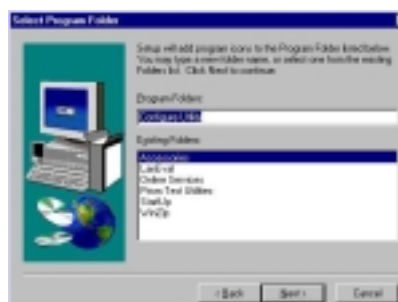 Select Program Folder
Setup will add program icons to the Program Folder listed below.
You may type a new folder name, or select one from the existing
Folders list. Click Next to continue.
Program Folders:
Configure Utility
Existing Folders:
Accessories
Online Services
StartUp
WinZip
< Back
Next >
Cancel